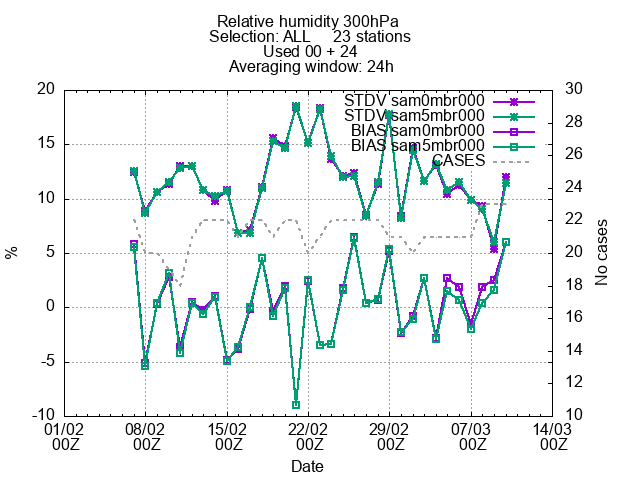 Relative humidity 300hPa
Selection: ALL 23 stations
Used 00 + 24
Averaging window: 24h
STDV sam0mbr000
STDV sam5mbr000
BIAS sam0mbr000
BIAS sam5mbr000
CASES
%
20
15
10
5
0
-5
-10
No cases
30
28
26
24
22
20
18
16
14
12
10
01/02 08/02 15/02 22/02 29/02 07/03 14/03
00Z 00Z 00Z 00Z 00Z 00Z 00Z
Date